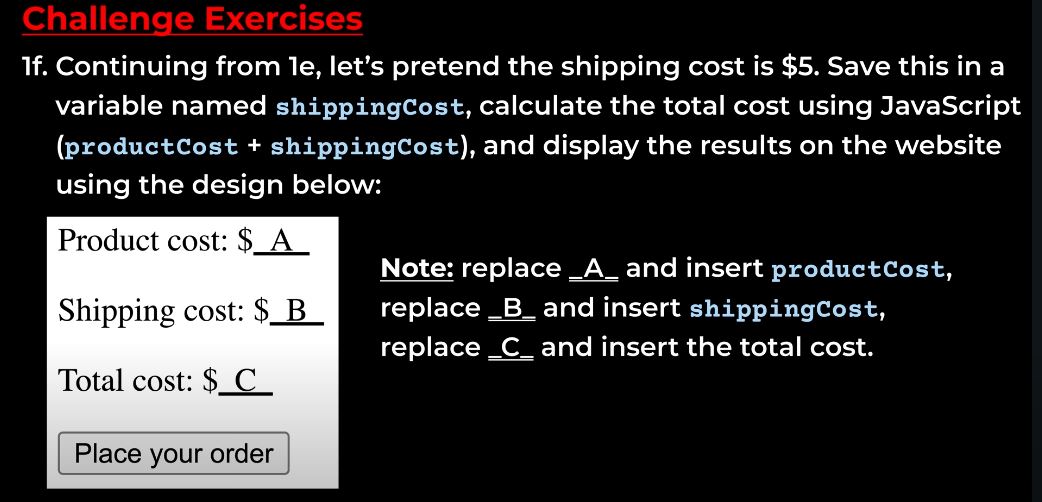 Challenge Exercises
1f. Continuing from 1e, let’s pretend the shipping cost is $5. Save this in a
variable named shippingCost, calculate the total cost using JavaScript
(productCost + shippingCost), and display the results on the website
using the design below:
Product cost: $_A_
Shipping cost: $_B_
Total cost: $_C_
Place your order
Note: replace _A_ and insert productCost,
replace _B_ and insert shippingCost,
replace _C_ and insert the total cost.